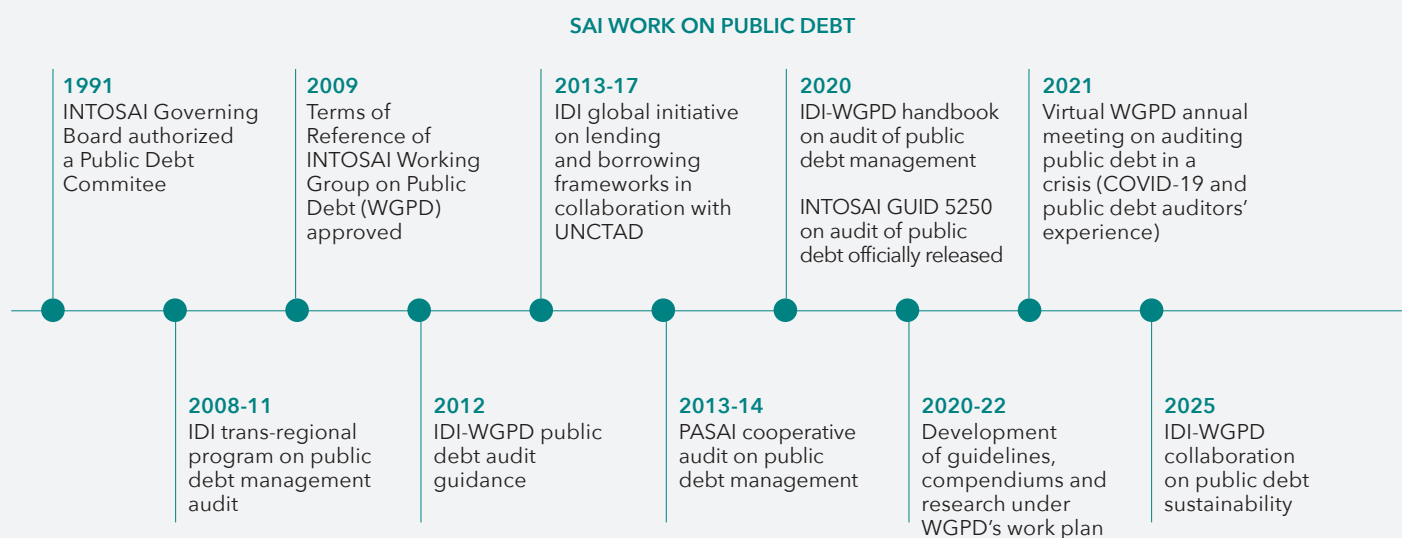 SAI WORK ON PUBLIC DEBT
1991
INTOSAI Governing
Board authorized
a Public Debt
Commitee
2009
Terms of
Reference of
INTOSAI Working
Group on Public
Debt (WGPD)
approved
2013-17
IDI global initiative
on lending
and borrowing
frameworks in
collaboration with
UNCTAD
2020
IDI-WGPD handbook
on audit of public
debt management
INTOSAI GUID 5250
on audit of public
debt officially released
2021
Virtual WGPD annual
meeting on auditing
public debt in a
crisis (COVID-19 and
public debt auditors’
experience)
2008-11
IDI trans-regional
program on public
debt management
audit
2012
IDI-WGPD public
debt audit
guidance
2013-14
PASAI cooperative
audit on public
debt management
2020-22
Development
of guidelines,
compendiums and
research under
WGPD’s work plan
2025
IDI-WGPD
collaboration
on public debt
sustainability